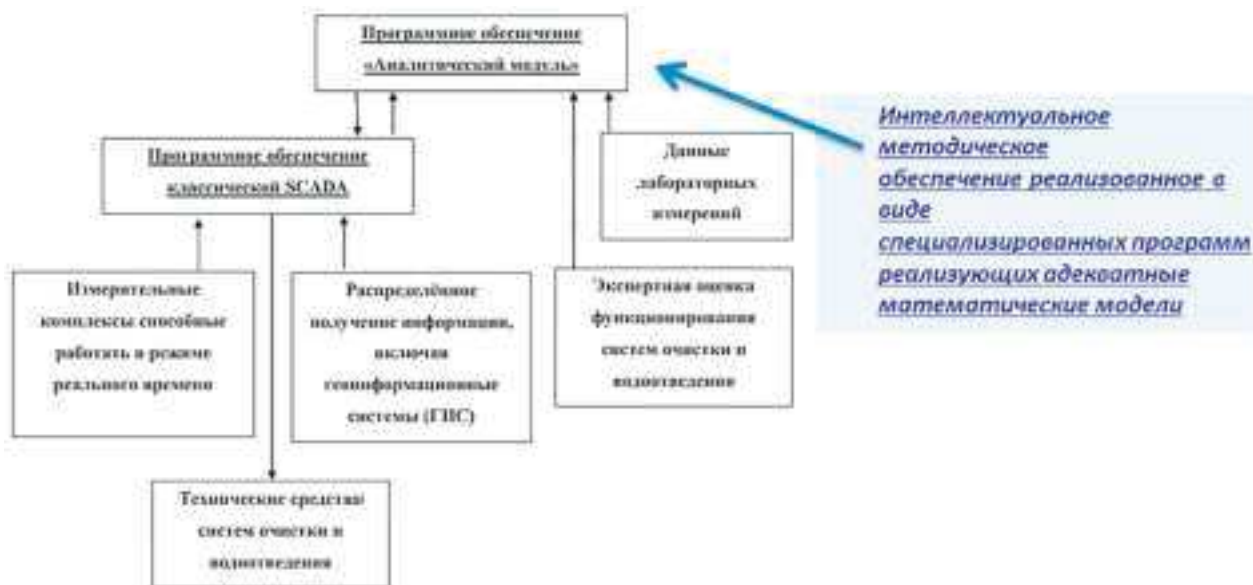 Программное обеспечение
«Аналитический модуль»
Программное обеспечение
классической SCADA
Данные
лабораторных
измерений
Интеллектуальное
методическое
обеспечение реализованное в
виде
специализированных программ
реализующих адекватные
математические модели
Измерительные
комплексы способные
работать в режиме
реального времени
Распределённое
получение информации,
включая
геоинформационные
системы (ГИС)
Экспертная оценка
функционирования
систем очистки и
водоотведения
Технические средства
систем очистки и
водоотведения